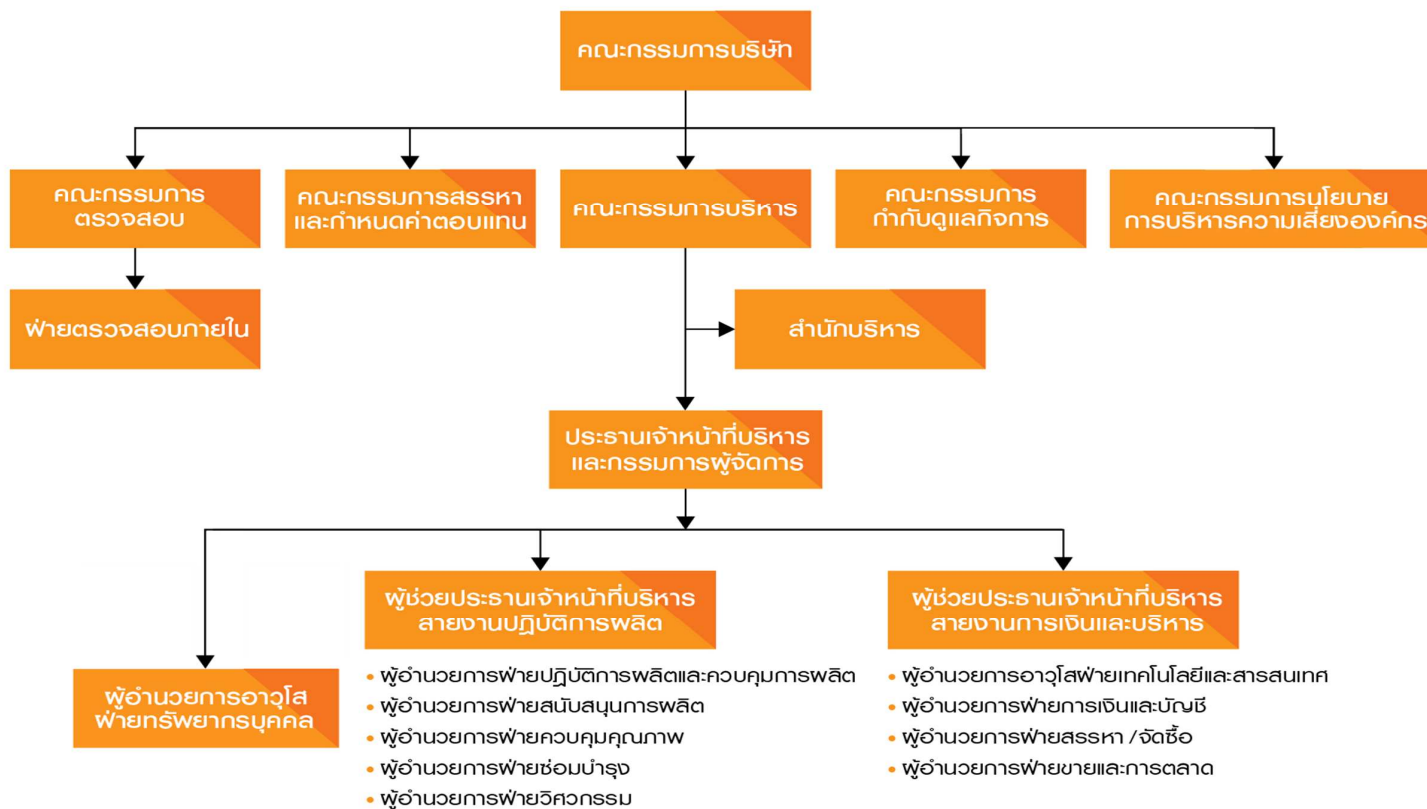 คณะกรรมการบริษัท
คณะกรรมการ
ตรวจสอบ
คณะกรรมการสรรหา
และกำหนดค่าตอบแทน
คณะกรรมการบริหาร
คณะกรรมการ
กำกับดูแลกิจการ
คณะกรรมการนโยบาย
การบริหารความเสี่ยงองค์กร
ฝ่ายตรวจสอบภายใน
สำนักบริหาร
ประธานเจ้าหน้าที่บริหาร
และกรรมการผู้จัดการ
ผู้อำนวยการอาวุโส
ฝ่ายทรัพยากรบุคคล
ผู้ช่วยประธานเจ้าหน้าที่บริหาร
สายงานปฏิบัติการผลิต
• ผู้อำนวยการฝ่ายปฏิบัติการผลิตและควบคุมการผลิต
• ผู้อำนวยการฝ่ายสนับสนุนการผลิต
• ผู้อำนวยการฝ่ายควบคุมคุณภาพ
• ผู้อำนวยการฝ่ายซ่อมบำรุง
• ผู้อำนวยการฝ่ายวิศวกรรม
ผู้ช่วยประธานเจ้าหน้าที่บริหาร
สายงานการเงินและบริหาร
• ผู้อำนวยการอาวุโสฝ่ายเทคโนโลยีและสารสนเทศ
• ผู้อำนวยการฝ่ายการเงินและบัญชี
• ผู้อำนวยการฝ่ายสรรหา /จัดซื้อ
• ผู้อำนวยการฝ่ายขายและการตลาด